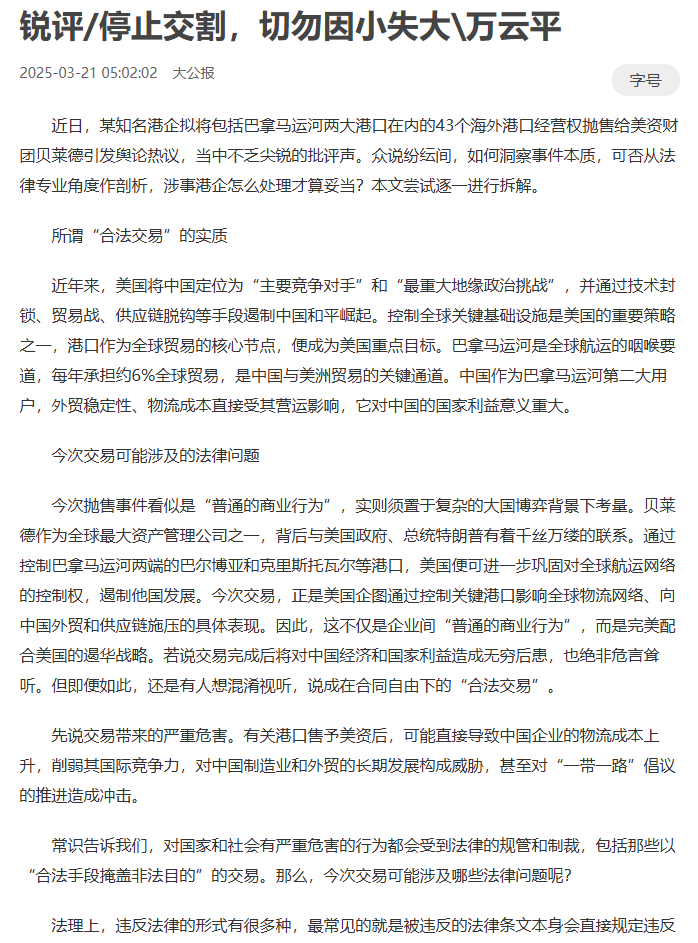 锐评/停止交割，切勿因小失大\万云平
2025-03-21 05:02:02 大公报
字号
近日，某知名港企拟将包括巴拿马运河两大港口在内的43个海外港口经营权抛售给美资财
团贝莱德引发舆论热议，当中不乏尖锐的批评声。众说纷纭间，如何洞察事件本质，可否从法
律专业角度作剖析，涉事港企怎么处理才算妥当？本文尝试逐一进行拆解。
所谓“合法交易”的实质
近年来，美国将中国定位为“主要竞争对手”和“最重大地缘政治挑战”，并通过技术封
锁、贸易战、供应链脱钩等手段遏制中国和平崛起。控制全球关键基础设施是美国的重要策略
之一，港口作为全球贸易的核心节点，便成为美国重点目标。巴拿马运河是全球航运的咽喉要
道，每年承担约6%全球贸易，是中国与美洲贸易的关键通道。中国作为巴拿马运河第二大用
户，外贸稳定性、物流成本直接受其营运影响，它对中国的国家利益意义重大。
今次交易可能涉及的法律问题
今次抛售事件看似是“普通的商业行为”，实则须置于复杂的大国博弈背景下考量。贝莱
德作为全球最大资产管理公司之一，背后与美国政府、总统特朗普有着千丝万缕的联系。通过
控制巴拿马运河两端的巴尔博亚和克里斯托瓦尔等港口，美国便可进一步巩固对全球航运网络
的控制权，遏制他国发展。今次交易，正是美国企图通过控制关键港口影响全球物流网络、向
中国外贸和供应链施压的具体表现。因此，这不仅是企业间“普通的商业行为”，而是完美配
合美国的遏华战略。若说交易完成后将对中国经济和国家利益造成无穷后患，也绝非危言耸
听。但即便如此，还是有人想混淆视听，说成在合同自由下的“合法交易”。
先说交易带来的严重危害。有关港口售予美资后，可能直接导致中国企业的物流成本上
升，削弱其国际竞争力，对中国制造业和外贸的长期发展构成威胁，甚至对“一带一路”倡议
的推进造成冲击。
常识告诉我们，对国家和社会有严重危害的行为都会受到法律的规管和制裁，包括那些以
“合法手段掩盖非法目的”的交易。那么，今次交易可能涉及哪些法律问题呢？
法理上，违反法律的形式有很多种，最常见的就是被违反的法律条文本身会直接规定违反